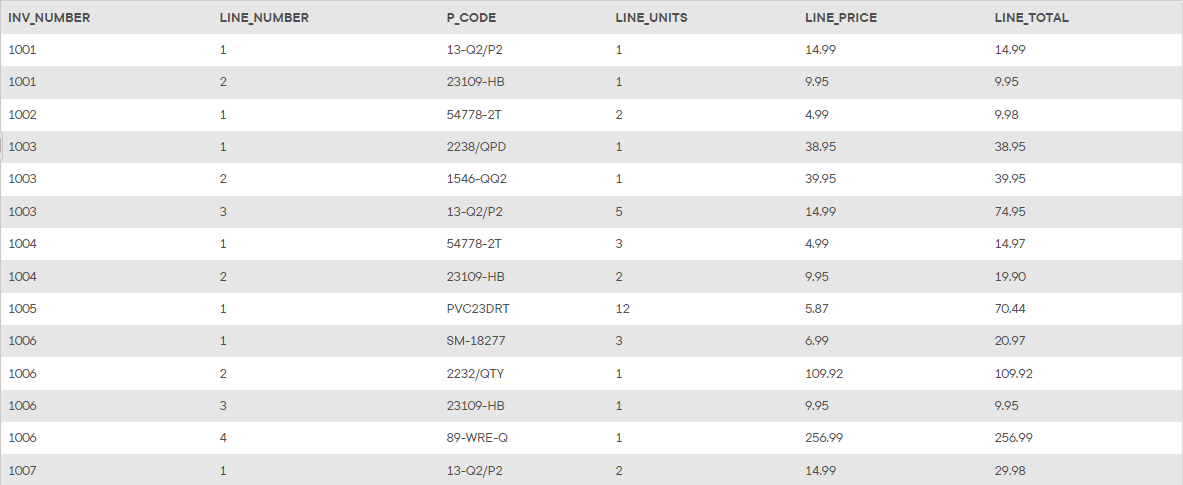 INV_NUMBER LINE_NUMBER P_CODE LINE_UNITS LINE_PRICE LINE_TOTAL
1001 1 13-Q2/P2 1 14.99 14.99
1001 2 23109-HB 1 9.95 9.95
1002 1 54778-2T 2 4.99 9.98
1003 1 2238/QPD 1 38.95 38.95
1003 2 1546-QQ2 1 39.95 39.95
1003 3 13-Q2/P2 5 14.99 74.95
1004 1 54778-2T 3 4.99 14.97
1004 2 23109-HB 2 9.95 19.90
1005 1 PVC23DRT 12 5.87 70.44
1006 1 SM-18277 3 6.99 20.97
1006 2 2232/QTY 1 109.92 109.92
1006 3 23109-HB 1 9.95 9.95
1006 4 89-WRE-Q 1 256.99 256.99
1007 1 13-Q2/P2 2 14.99 29.98